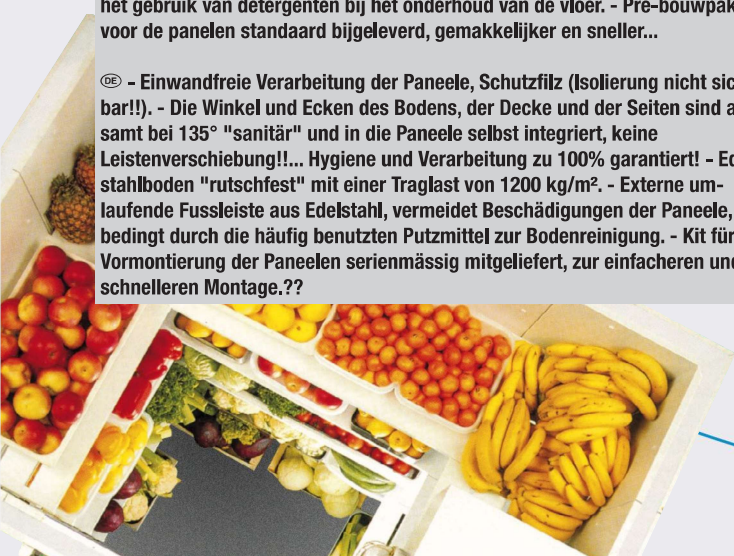 het gebruik van detergenten bij het onderhoud van de vloer. - Pre-bouwpak
voor de panelen standaard bijgeleverd, gemakkelijker en sneller...
DE - Einwandfreie Verarbeitung der Paneele, Schutzfilz (Isolierung nicht sic
bar!!). - Die Winkel und Ecken des Bodens, der Decke und der Seiten sind a
samt bei 135° "sanitär" und in die Paneele selbst integriert, keine
Leistenverschiebung!!... Hygiene und Verarbeitung zu 100% garantiert! - Ed
stahlboden "rutschfest" mit einer Traglast von 1200 kg/m². - Externe um-
laufende Fussleiste aus Edelstahl, vermeidet Beschädigungen der Paneele,
bedingt durch die häufig benutzten Putzmittel zur Bodenreinigung. - Kit für
Vormontierung der Paneelen serienmässig mitgeliefert, zur einfacheren und
schnelleren Montage.??